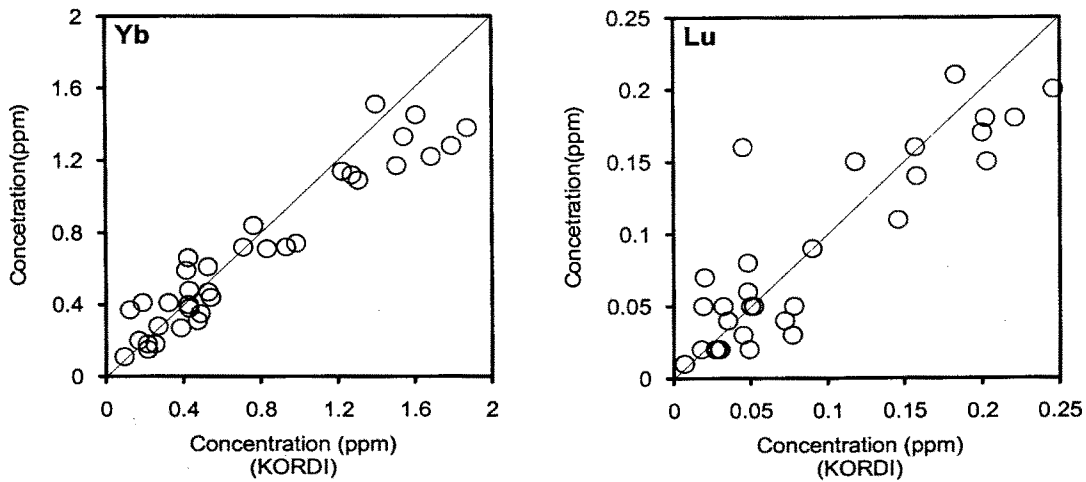 Yb
2
1.6
1.2
0.8
0.4
0
Concetration(ppm)
0 0.4 0.8 1.2 1.6 2
Concentration (ppm)
(KORDI)
Lu
0.25
0.2
0.15
0.1
0.05
0
Concetration(ppm)
0 0.05 0.1 0.15 0.2 0.25
Concentration (ppm)
(KORDI)